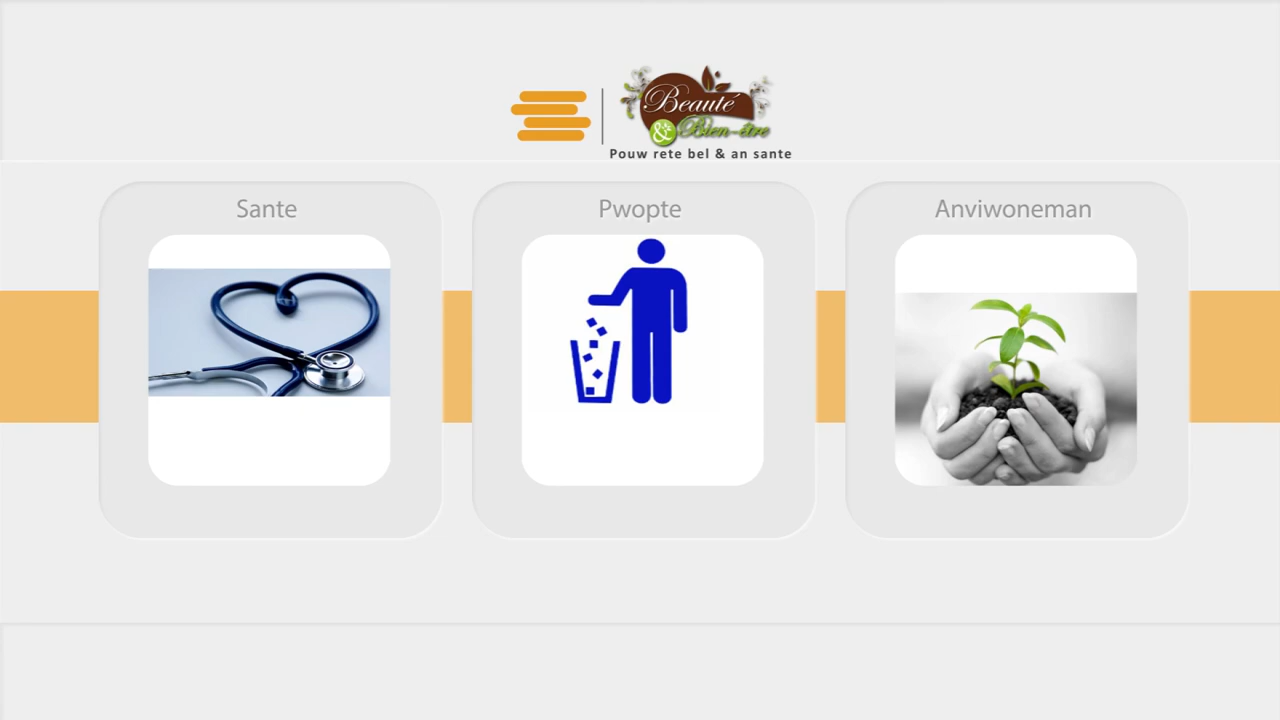 Beauté
& Bien-être
Pouw rete bel & an sante
Sante
Pwopte
Anviwoneman